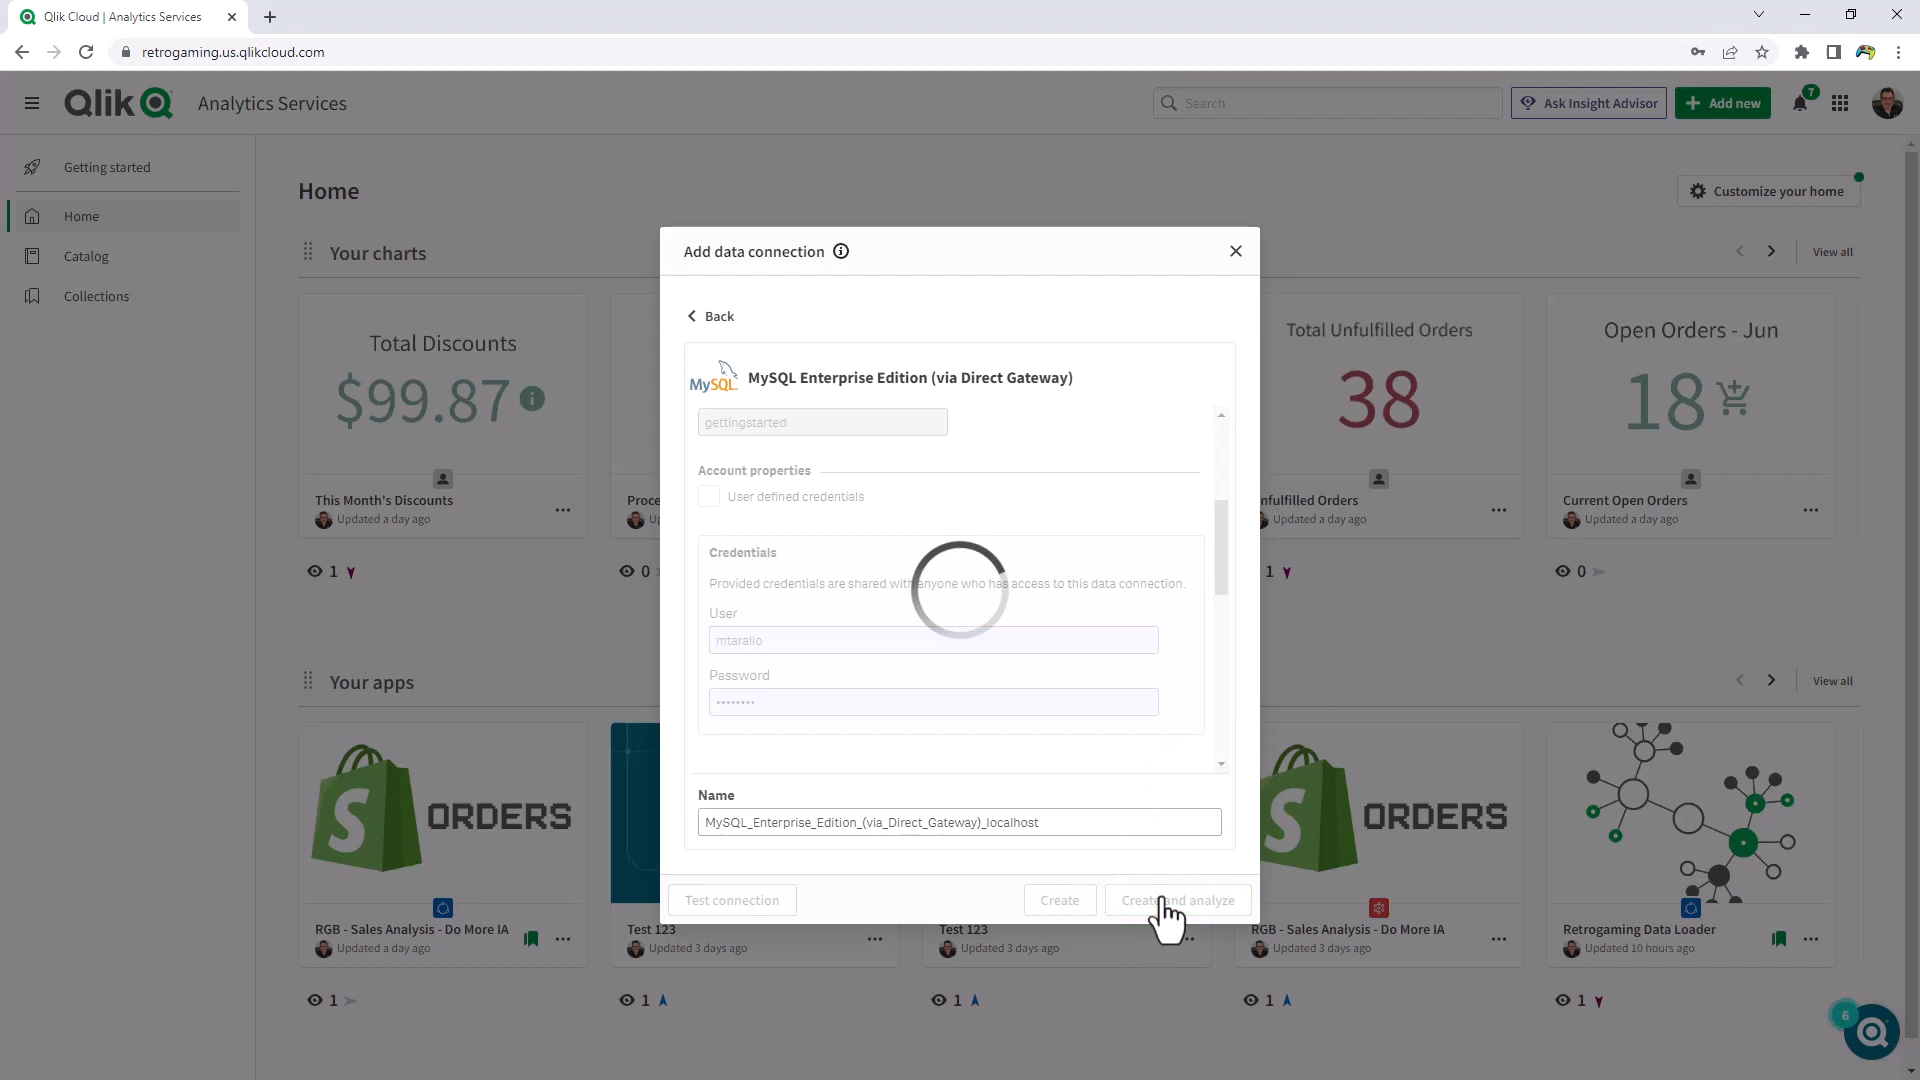 Qlik Cloud | Analytics Services
retrogaming.us.qlikcloud.com
Qlik
Analytics Services
Search
Ask Insight Advisor
Add new
7
Getting started
Home
Catalog
Collections
Home
Customize your home
Your charts
View all
Total Discounts
$99.87
This Month's Discounts
Updated a day ago
1
Proce
Up
0
Total Unfulfilled Orders
38
nfulfilled Orders
Updated a day ago
1
Open Orders - Jun
18
Current Open Orders
Updated a day ago
0
Add data connection
Back
MySQL
MySQL Enterprise Edition (via Direct Gateway)
gettingstarted
Account properties
User defined credentials
Credentials
Provided credentials are shared with anyone who has access to this data connection.
User
mtarallo
Password
••••••••
Name
MySQL_Enterprise_Edition_(via_Direct_Gateway)_localhost
Test connection
Create
Create and analyze
Your apps
View all
S ORDERS
RGB - Sales Analysis - Do More IA
Updated a day ago
1
Test 123
Updated 3 days ago
1
Test 123
Updated 3 days ago
1
S ORDERS
RGB - Sales Analysis - Do More IA
Updated 3 days ago
1
Retrogaming Data Loader
Updated 10 hours ago
1
6